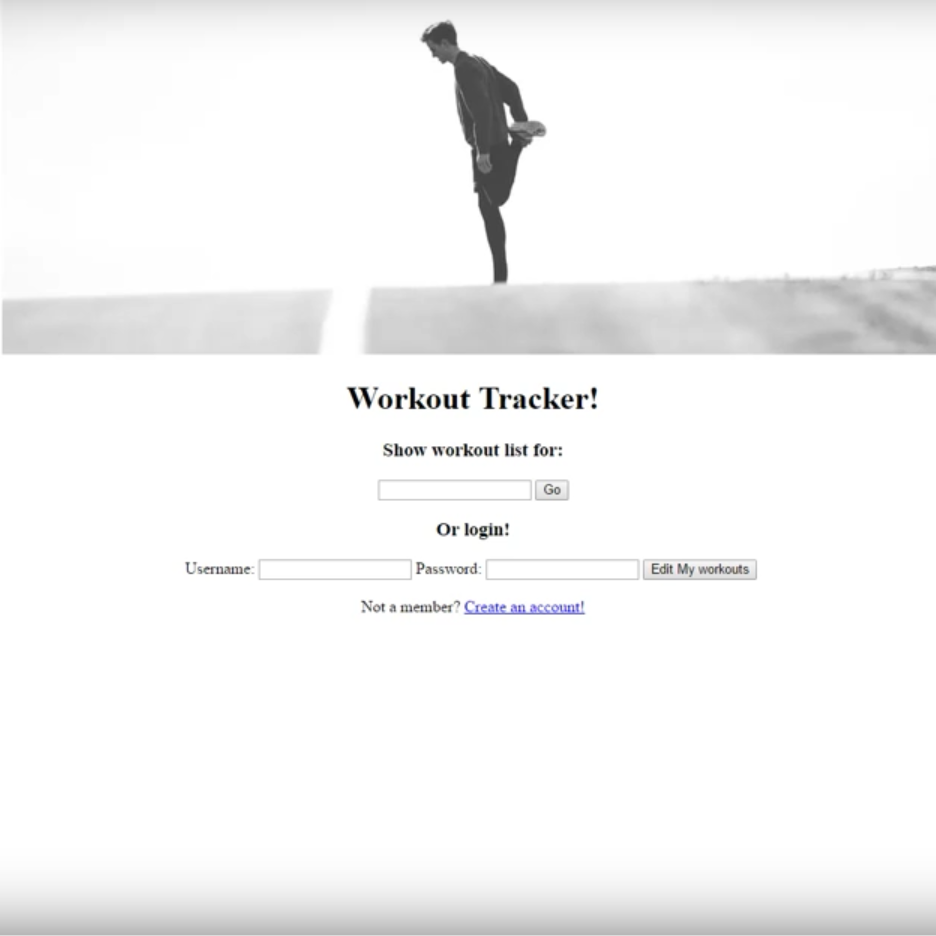 Workout Tracker!
Show workout list for:
Go
Or login!
Username: Password: Edit My workouts
Not a member? Create an account!